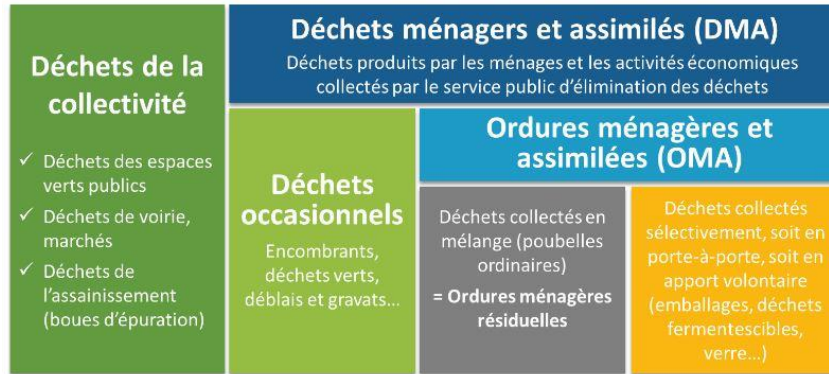 Déchets de la
collectivité
✓ Déchets des espaces
verts publics
✓ Déchets de voirie,
marchés
✓ Déchets de
l'assainissement
(boues d'épuration)
Déchets ménagers et assimilés (DMA)
Déchets produits par les ménages et les activités économiques
collectés par le service public d'élimination des déchets
Déchets
occasionnels
Encombrants,
déchets verts,
déblais et gravats...
Ordures ménagères et
assimilées (OMA)
Déchets collectés en
mélange (poubelles
ordinaires)
= Ordures ménagères
résiduelles
Déchets collectés
sélectivement, soit en
porte-à-porte, soit en
apport volontaire
(emballages, déchets
fermentescibles,
verre...)